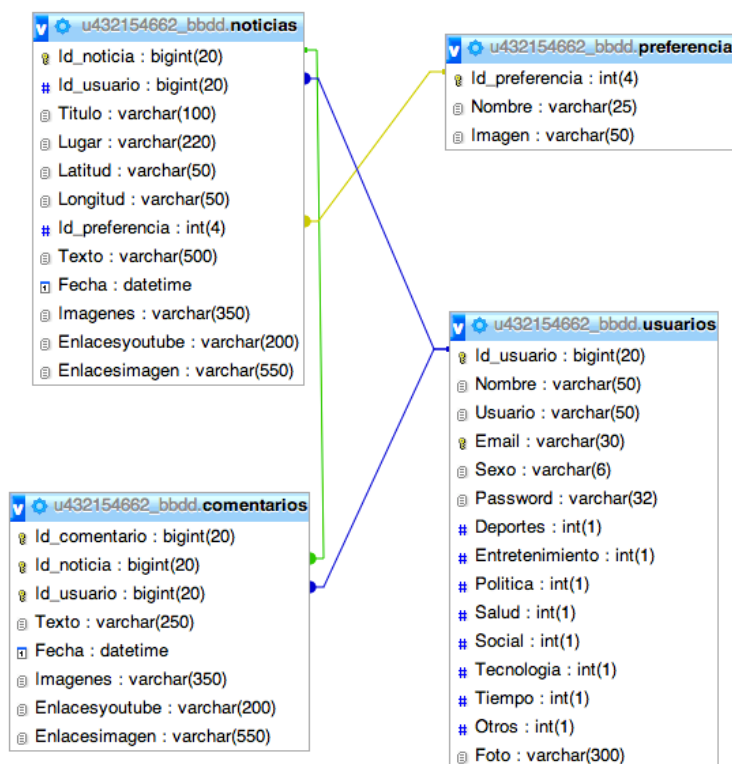 u432154662_bbdd.noticias
Id_noticia : bigint(20)
Id_usuario : bigint(20)
Titulo : varchar(100)
Lugar : varchar(220)
Latitud : varchar(50)
Longitud : varchar(50)
Id_preferencia : int(4)
Texto : varchar(500)
Fecha : datetime
Imagenes : varchar(350)
Enlacesyoutube : varchar(200)
Enlacesimagen : varchar(550)
u432154662_bbdd.preferencia
Id_preferencia : int(4)
Nombre : varchar(25)
Imagen : varchar(50)
u432154662_bbdd.usuarios
Id_usuario : bigint(20)
Nombre : varchar(50)
Usuario : varchar(50)
Email : varchar(30)
Sexo : varchar(6)
Password : varchar(32)
Deportes : int(1)
Entretenimiento : int(1)
Politica : int(1)
Salud : int(1)
Social : int(1)
Tecnologia : int(1)
Tiempo : int(1)
Otros : int(1)
Foto : varchar(300)
u432154662_bbdd.comentarios
Id_comentario : bigint(20)
Id_noticia : bigint(20)
Id_usuario : bigint(20)
Texto : varchar(250)
Fecha : datetime
Imagenes : varchar(350)
Enlacesyoutube : varchar(200)
Enlacesimagen : varchar(550)